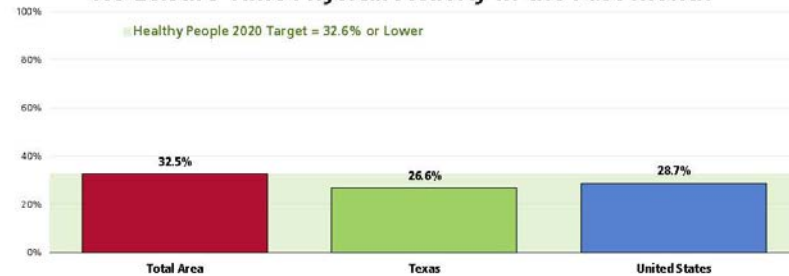 100%
Healthy People 2020 Target = 32.6% or Lower
80%
60%
40%
32.5%
26.6%
28.7%
20%
0%
Total Area
Texas
United States